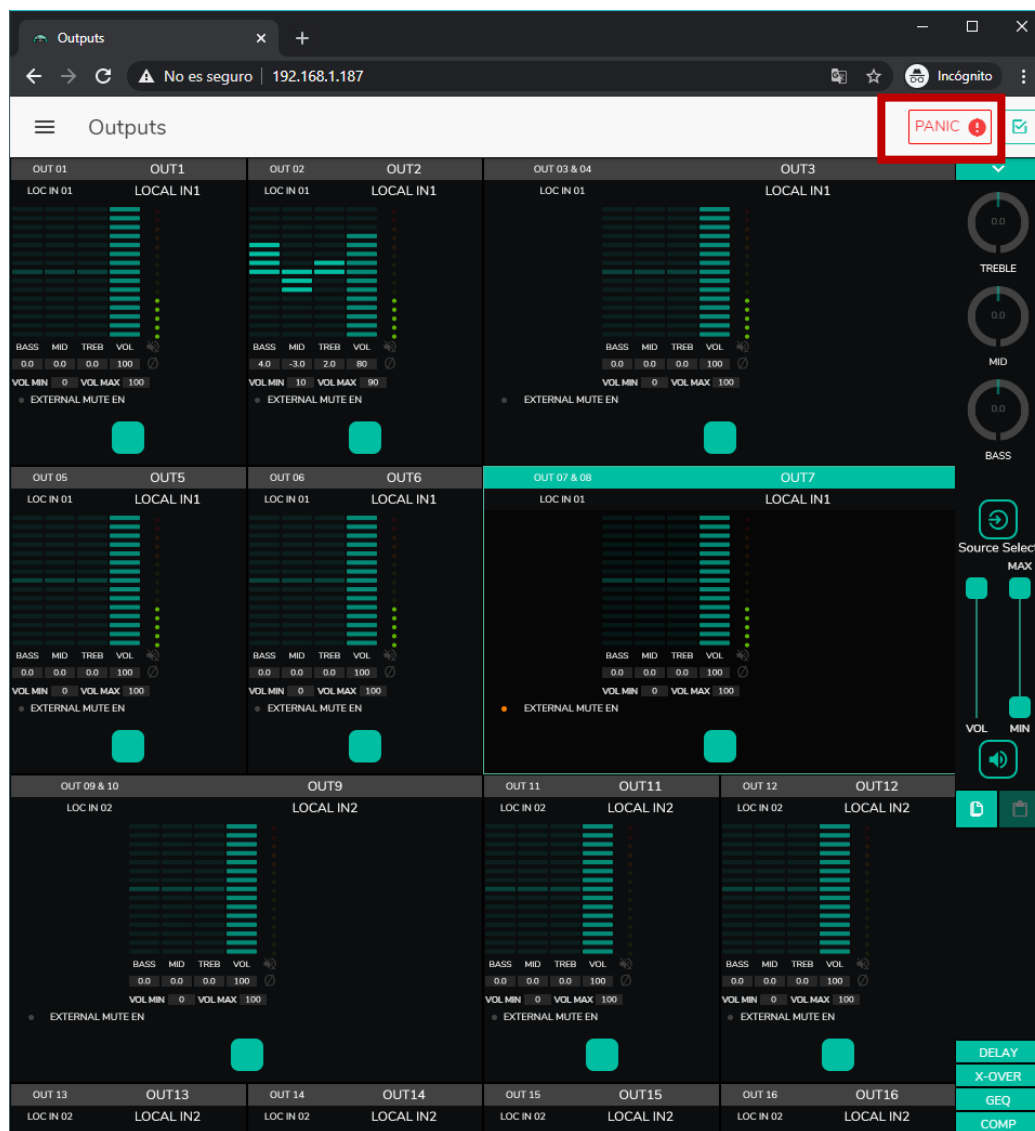 Outputs
No es seguro | 192.168.1.187
Incógnito
Outputs
PANIC
OUT 01 OUT1 OUT 02 OUT2 OUT 03 & 04 OUT3
LOC IN 01 LOCAL IN1 LOC IN 01 LOCAL IN1 LOC IN 01 LOCAL IN1
0.0
TREBLE
0.0
BASS MID TREB VOL BASS MID TREB VOL BASS MID TREB VOL
0.0 0.0 0.0 100 4.0 -3.0 2.0 80 0.0 0.0 0.0 100
MID
VOL MIN 0 VOL MAX 100 VOL MIN 10 VOL MAX 90 VOL MIN 0 VOL MAX 100
EXTERNAL MUTE EN EXTERNAL MUTE EN EXTERNAL MUTE EN
0.0
BASS
OUT 05 OUT5 OUT 06 OUT6 OUT 07 & 08 OUT7
LOC IN 01 LOCAL IN1 LOC IN 01 LOCAL IN1 LOC IN 01 LOCAL IN1
Source Select
MAX
BASS MID TREB VOL BASS MID TREB VOL BASS MID TREB VOL
0.0 0.0 0.0 100 0.0 0.0 0.0 100 0.0 0.0 0.0 100
VOL MIN 0 VOL MAX 100 VOL MIN 0 VOL MAX 100 VOL MIN 0 VOL MAX 100
EXTERNAL MUTE EN EXTERNAL MUTE EN EXTERNAL MUTE EN
VOL MIN
OUT 09 & 10 OUT9 OUT 11 OUT11 OUT 12 OUT12
LOC IN 02 LOCAL IN2 LOC IN 02 LOCAL IN2 LOC IN 02 LOCAL IN2
BASS MID TREB VOL BASS MID TREB VOL BASS MID TREB VOL
0.0 0.0 0.0 100 0.0 0.0 0.0 100 0.0 0.0 0.0 100
VOL MIN 0 VOL MAX 100 VOL MIN 0 VOL MAX 100 VOL MIN 0 VOL MAX 100
EXTERNAL MUTE EN EXTERNAL MUTE EN EXTERNAL MUTE EN
DELAY
X-OVER
OUT 13 OUT13 OUT 14 OUT14 OUT 15 OUT15 OUT 16 OUT16
GEQ
LOC IN 02 LOCAL IN2 LOC IN 02 LOCAL IN2 LOC IN 02 LOCAL IN2 LOC IN 02 LOCAL IN2
COMP